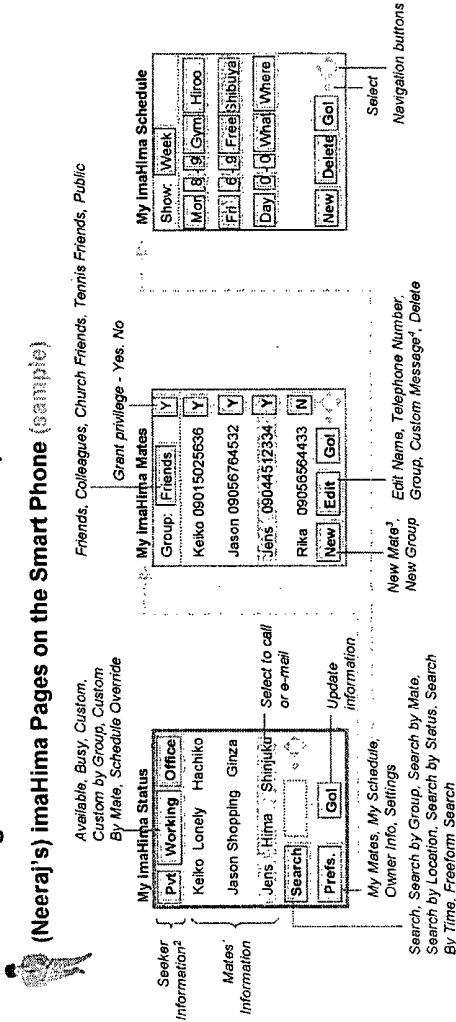 (Neeraj's) imaHima Pages on the Smart Phone (sample)
Available, Busy, Custom,
Custom by Group, Custom
By Mate, Schedule Override
My imaHima Status
Pvt Working Office
Keiko Lonely Hachiko
Jason Shopping Ginza
Jens Hima Shinjuku
Search
Prefs. Go!
Seeker
Information²
Mates'
Information
Select to call
or e-mail
Update
information
My Mates, My Schedule,
Owner Info, Settings
Search, Search by Group, Search by Mate,
Search by Location, Search by Status, Search
By Time, Freeform Search
Friends, Colleagues, Church Friends, Tennis Friends, Public
Grant privilege - Yes. No
My imaHima Mates
Group: Friends Y
Keiko 09015025636 Y
Jason 09056764532 Y
Jens 09044512334 Y
Rika 09056564433 N
New Edit Go!
New Mate³,
New Group
Edit Name, Telephone Number,
Group, Custom Message⁴, Delete
My imaHima Schedule
Show: Week
Mon 8 - 9 Gym Hiroo
Fri 6 - 9 Free Shibuya
Day 0 - 0 What Where
New Delete Go!
Select
Navigation buttons